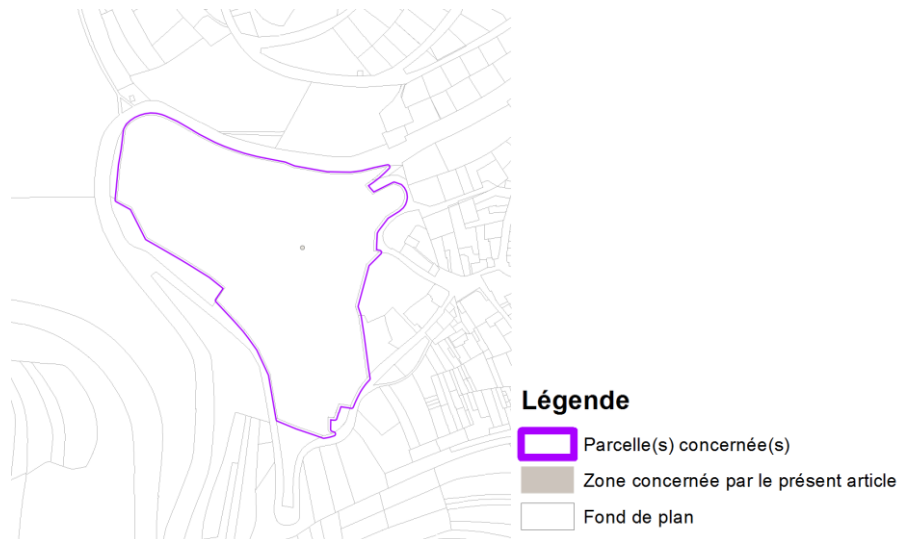 Légende
Parcelle(s) concernée(s)
Zone concernée par le présent article
Fond de plan